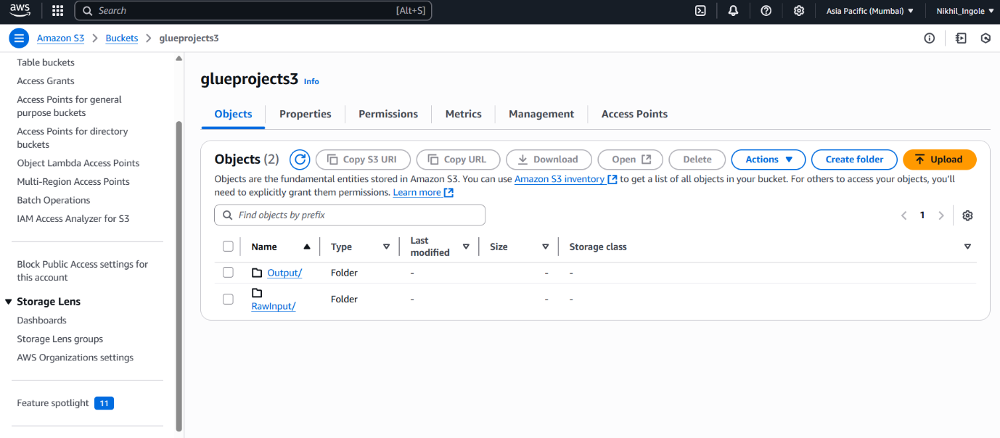 aws
Search [Alt+S] Asia Pacific (Mumbai) Nikhil_Ingole
Amazon S3 Buckets glueprojects3
Table buckets
Access Grants
Access Points for general
purpose buckets
Access Points for directory
buckets
Object Lambda Access Points
Multi-Region Access Points
Batch Operations
IAM Access Analyzer for S3
Block Public Access settings for
this account
Storage Lens
Dashboards
Storage Lens groups
AWS Organizations settings
Feature spotlight 11
glueprojects3 Info
Objects Properties Permissions Metrics Management Access Points
Objects (2) Copy S3 URI Copy URL Download Open Delete Actions Create folder Upload
Objects are the fundamental entities stored in Amazon S3. You can use Amazon S3 inventory to get a list of all objects in your bucket. For others to access your objects, you'll
need to explicitly grant them permissions. Learn more
Find objects by prefix 1
Name Type Last modified Size Storage class
Output/ Folder - - -
RawInput/ Folder - - -